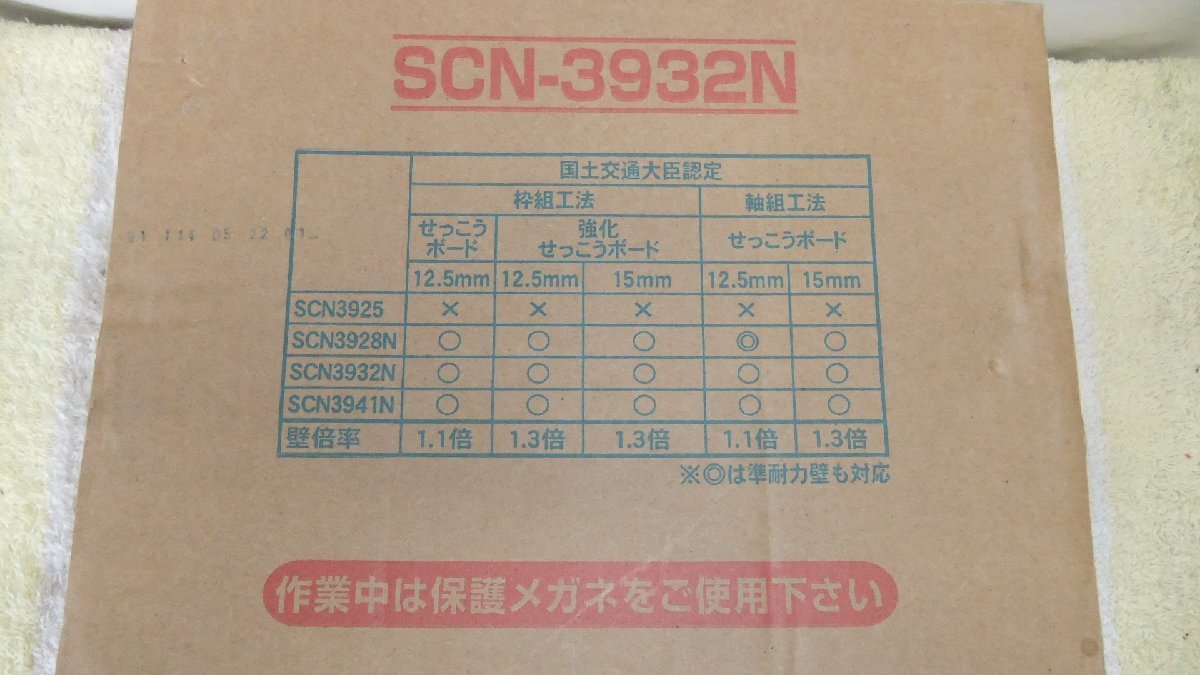 SCN-3932N
国土交通大臣認定
枠組工法 軸組工法
せっこうボード 強化せっこうボード せっこうボード
12.5mm 12.5mm 15mm 12.5mm 15mm
SCN3925 × × × × ×
SCN3928N ○ ○ ○ ◎ ○
SCN3932N ○ ○ ○ ○ ○
SCN3941N ○ ○ ○ ○ ○
壁倍率 1.1倍 1.3倍 1.3倍 1.1倍 1.3倍
※◎は準耐力壁も対応
作業中は保護メガネをご使用下さい